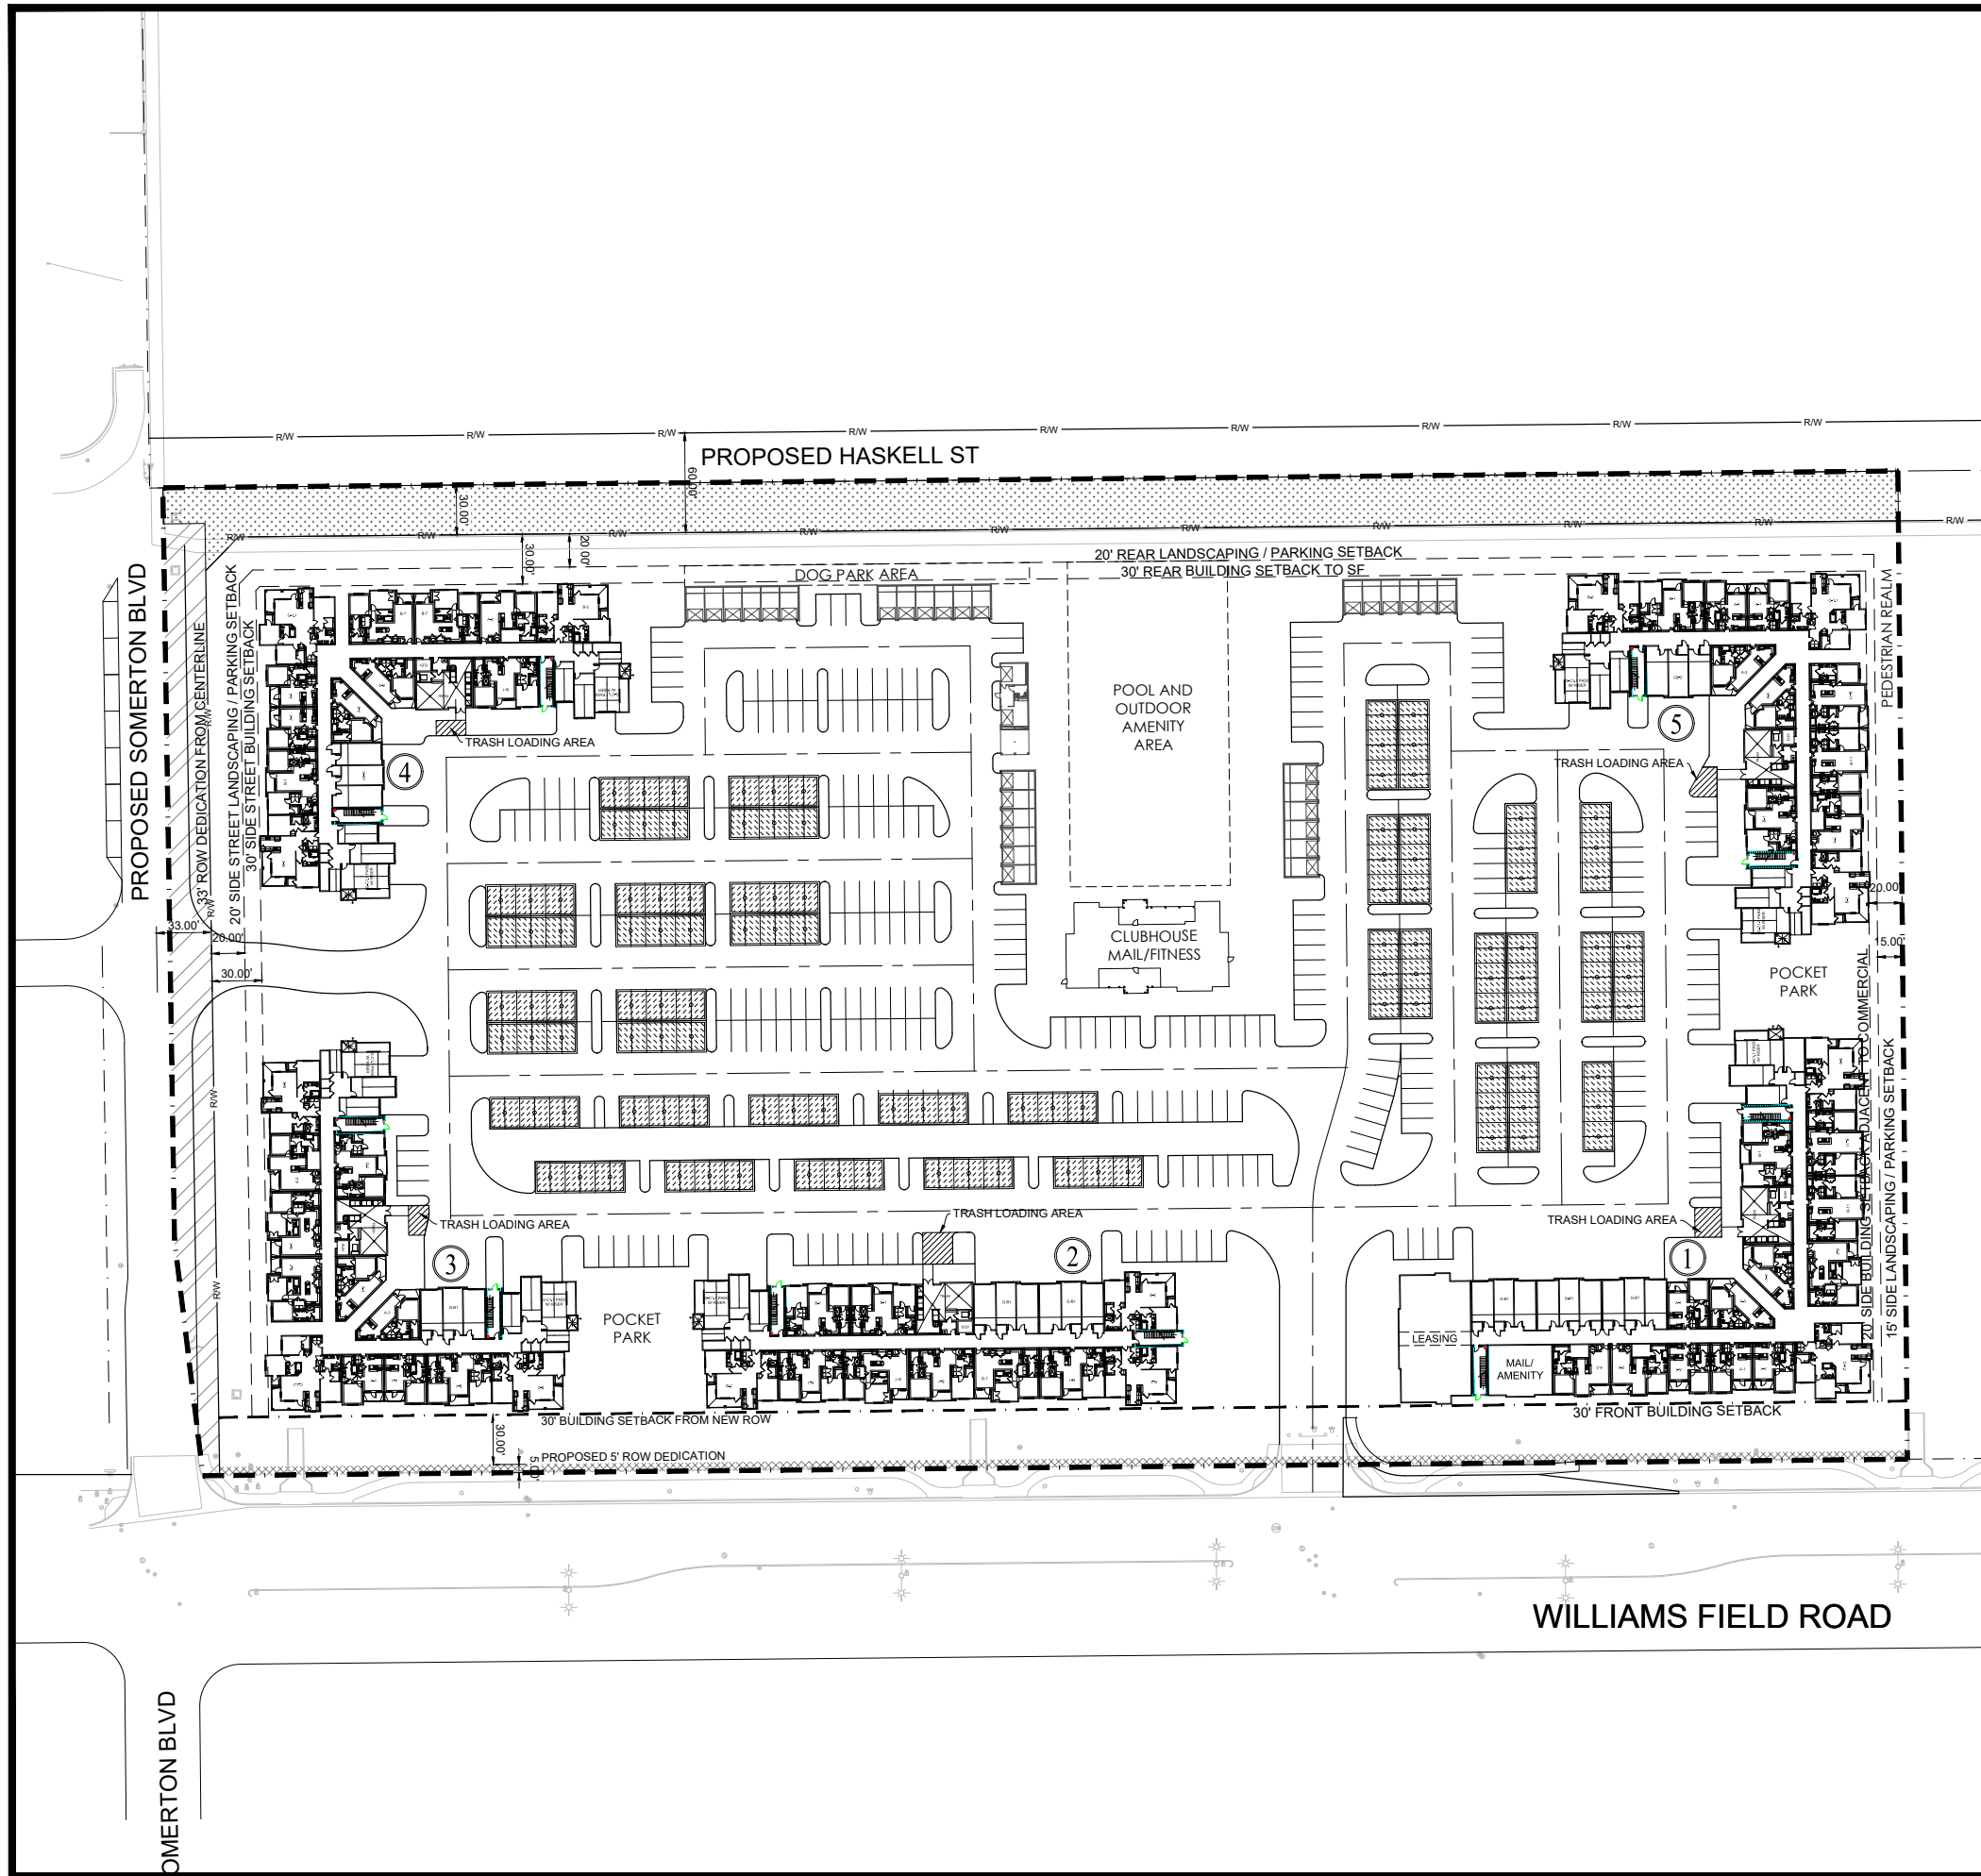 R/W R/W R/W R/W R/W R/W R/W R/W R/W
PROPOSED HASKELL ST
60.00'
30.00'
R/W R/W R/W R/W R/W R/W R/W R/W R/W R/W
30.00'
20.00'
20' REAR LANDSCAPING / PARKING SETBACK
30' REAR BUILDING SETBACK TO SF
DOG PARK AREA
PROPOSED SOMERTON BLVD
33' ROW DEDICATION FROM CENTERLINE
R/W
R/W
20' SIDE STREET LANDSCAPING / PARKING SETBACK
30' SIDE STREET BUILDING SETBACK
PEDESTRIAN REALM
POOL AND
OUTDOOR
AMENITY
AREA
TRASH LOADING AREA
4
5
TRASH LOADING AREA
33.00'
20.00'
30.00'
CLUBHOUSE
MAIL/FITNESS
20.00'
15.00'
POCKET
PARK
20' SIDE BUILDING SETBACK ADJACENT TO COMMERCIAL
15' SIDE LANDSCAPING / PARKING SETBACK
R/W
R/W
TRASH LOADING AREA
TRASH LOADING AREA
TRASH LOADING AREA
3
2
1
POCKET
PARK
LEASING
MAIL/
AMENITY
30' BUILDING SETBACK FROM NEW ROW
30' FRONT BUILDING SETBACK
30.00'
5.00'
PROPOSED 5' ROW DEDICATION
WILLIAMS FIELD ROAD
OMERTON BLVD